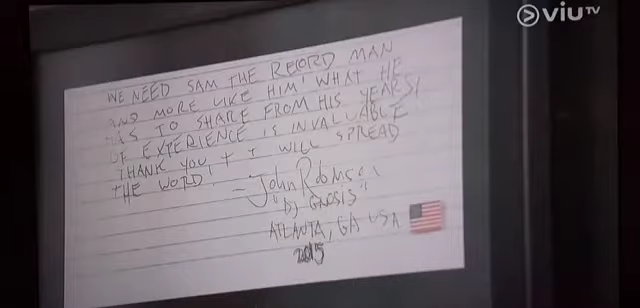 VIUTV
WE NEED SAM THE RECORD MAN
AND MORE LIKE HIM! WHAT HE
HAS TO SHARE FROM HIS YEARS
OF EXPERIENCE IS INVALUABLE.
THANK YOU, + I WILL SPREAD
THE WORD!
- John Robinson
"DJ GNOSIS"
ATLANTA, GA USA
2015